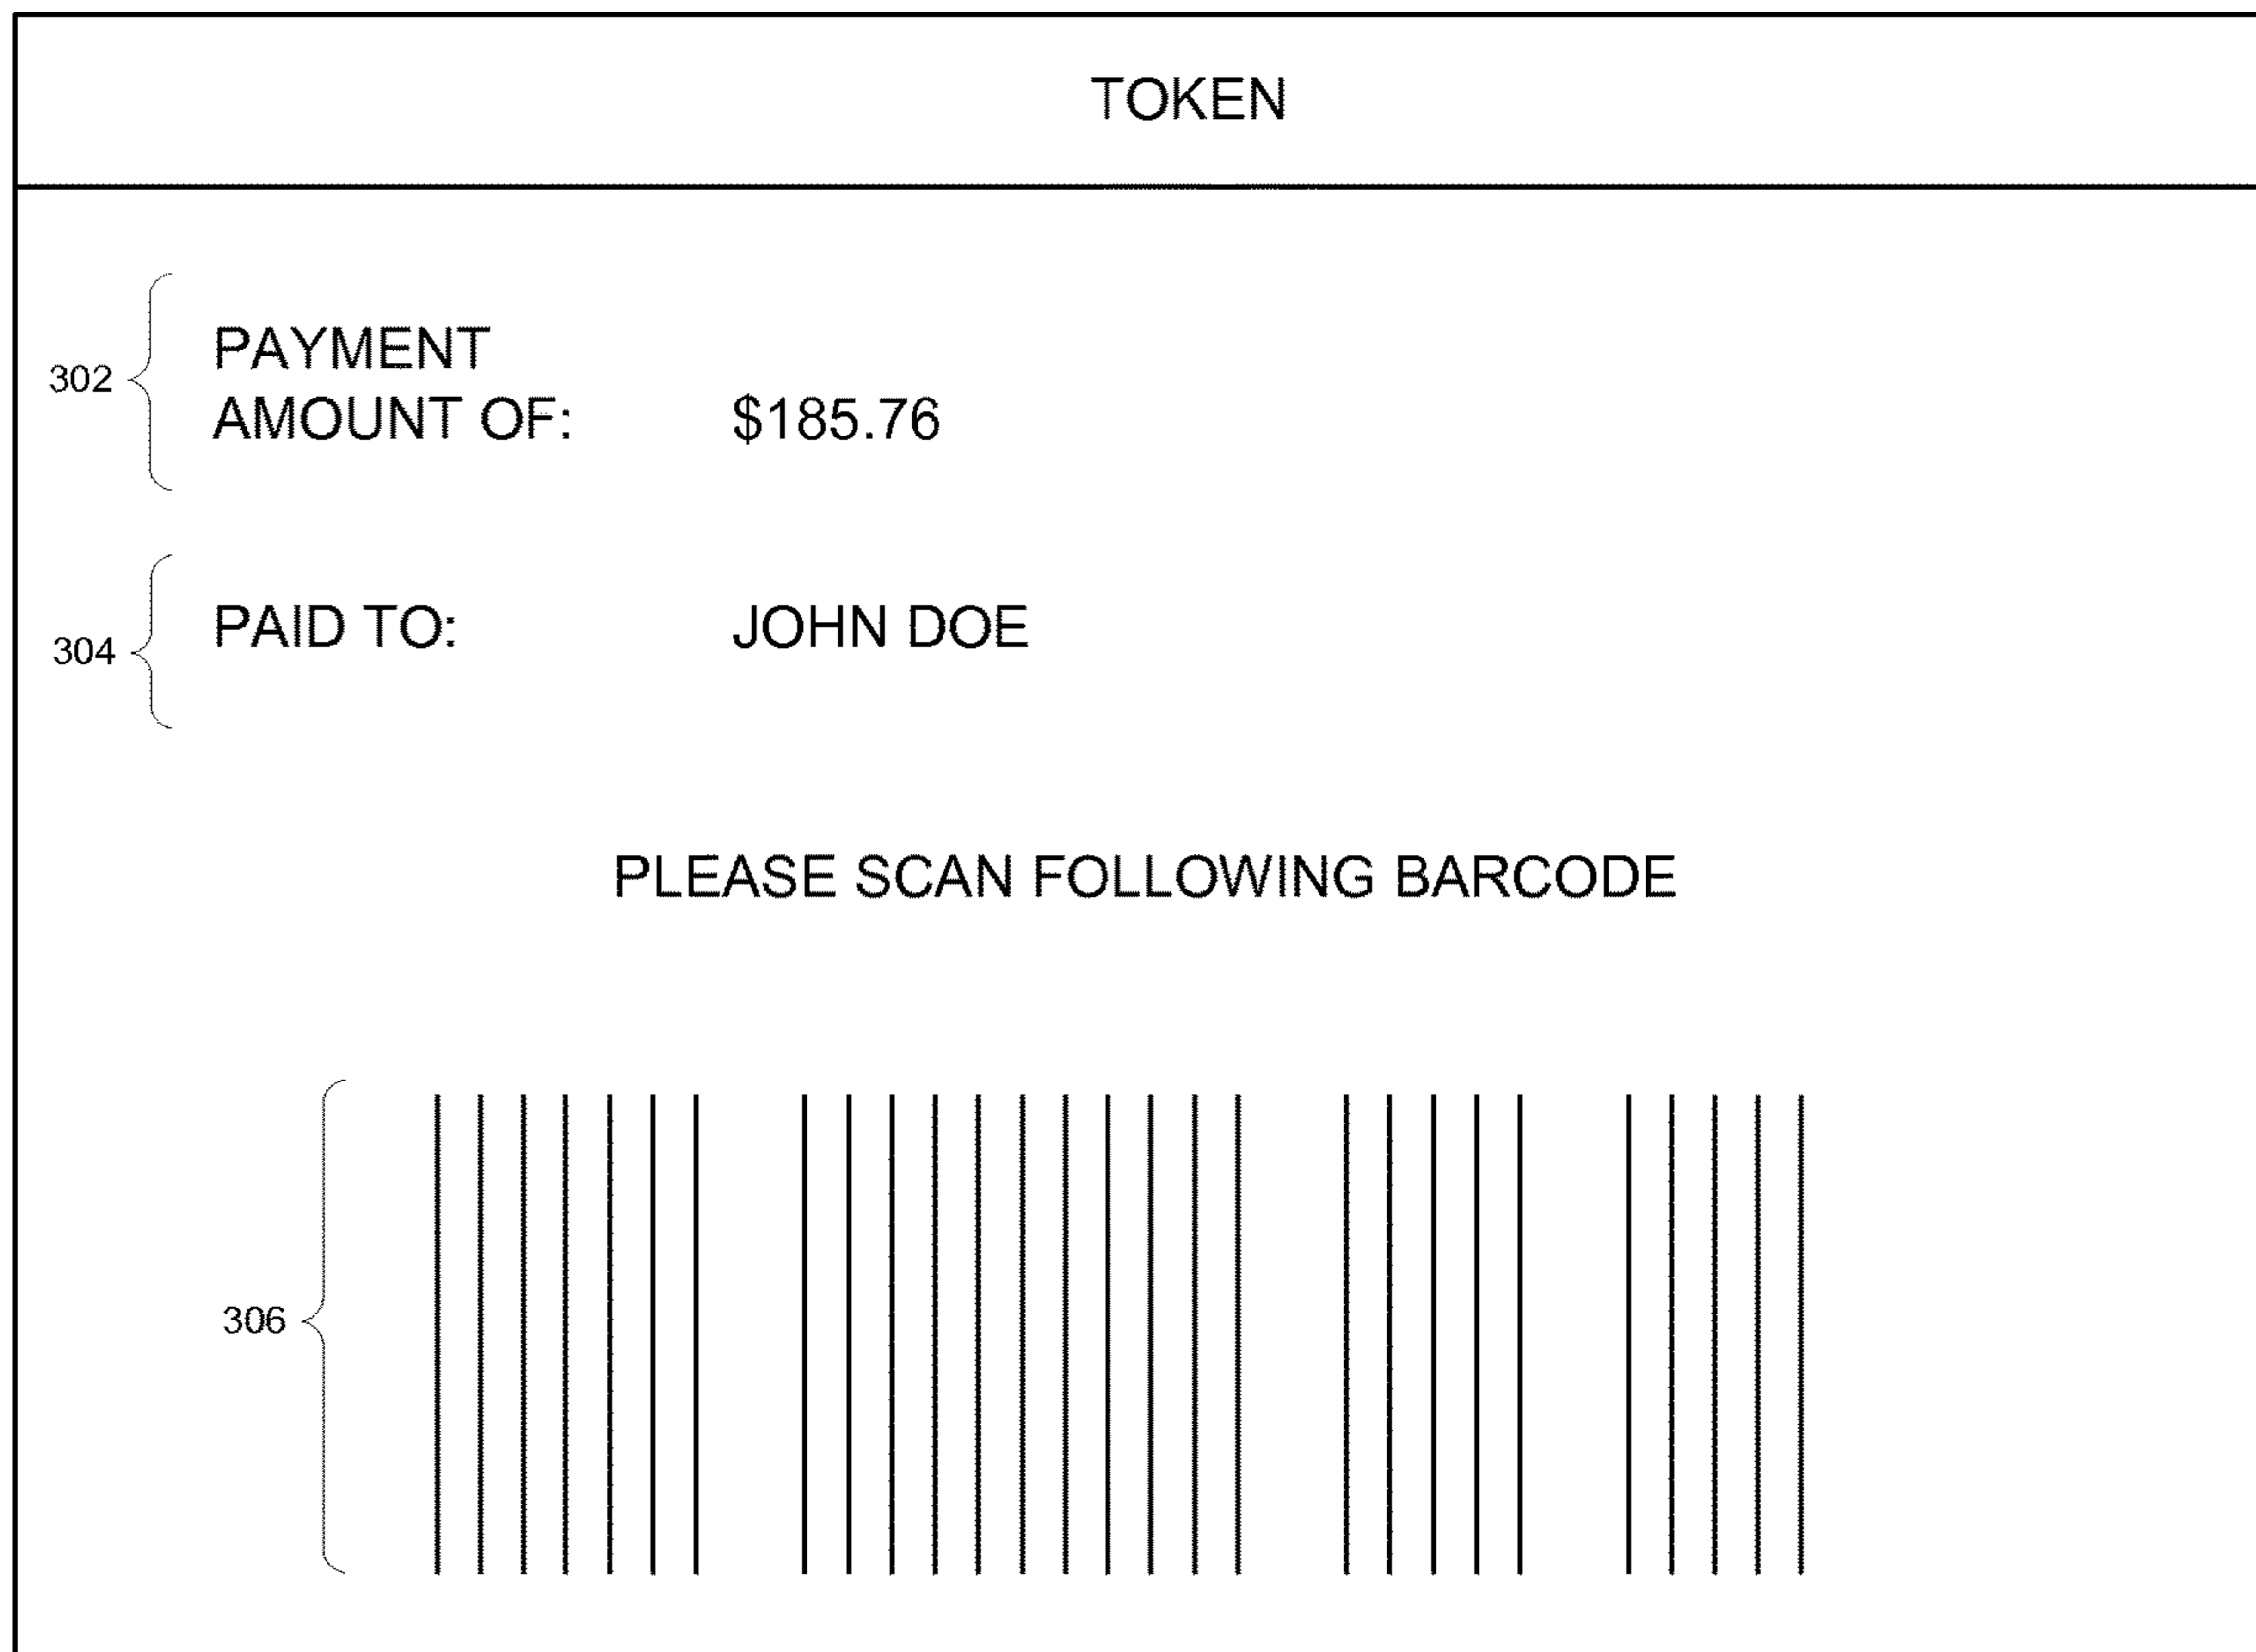 TOKEN
302
PAYMENT
AMOUNT OF: $185.76
304
PAID TO: JOHN DOE
PLEASE SCAN FOLLOWING BARCODE
306